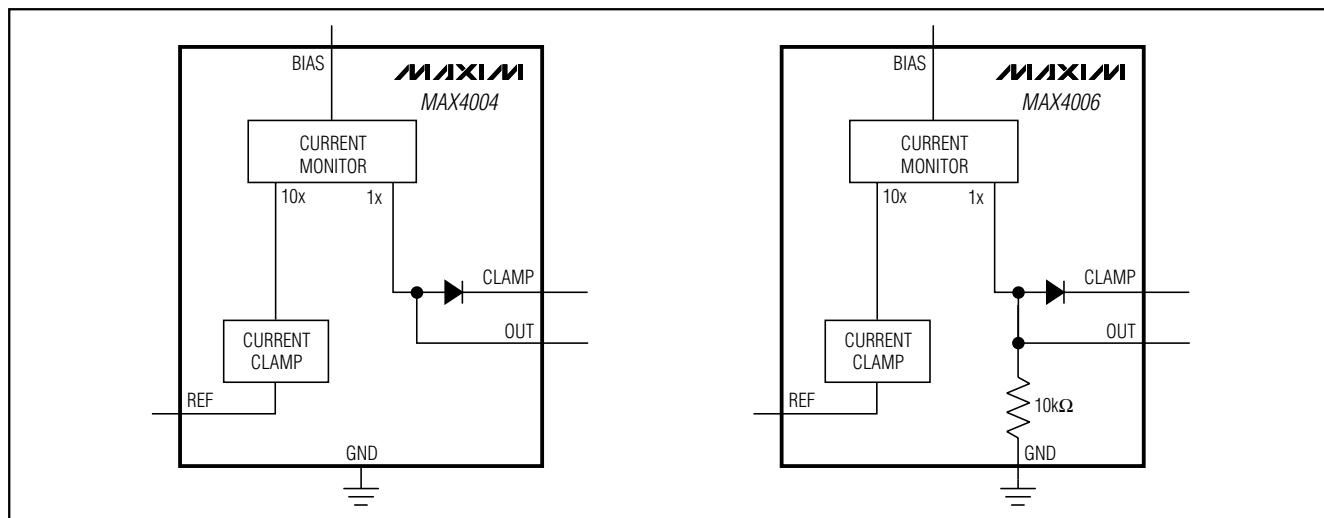 BIAS
MAXIM
MAX4004
CURRENT
MONITOR
10x
1x
CLAMP
OUT
CURRENT
CLAMP
REF
GND
BIAS
MAXIM
MAX4006
CURRENT
MONITOR
10x
1x
CLAMP
OUT
CURRENT
CLAMP
REF
10kΩ
GND